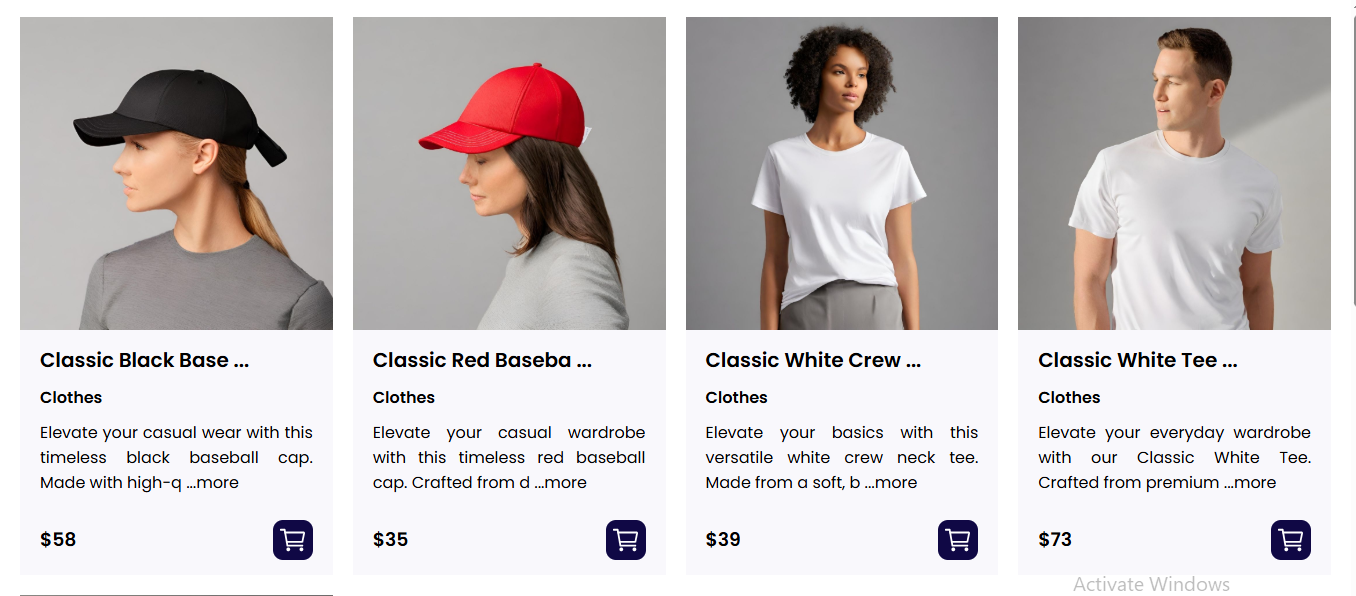 Classic Black Base ...
Clothes
Elevate your casual wear with this
timeless black baseball cap.
Made with high-q ...more
$58
Classic Red Baseba ...
Clothes
Elevate your casual wardrobe
with this timeless red baseball
cap. Crafted from d ...more
$35
Classic White Crew ...
Clothes
Elevate your basics with this
versatile white crew neck tee.
Made from a soft, b ...more
$39
Classic White Tee ...
Clothes
Elevate your everyday wardrobe
with our Classic White Tee.
Crafted from premium ...more
$73
Activate Windows